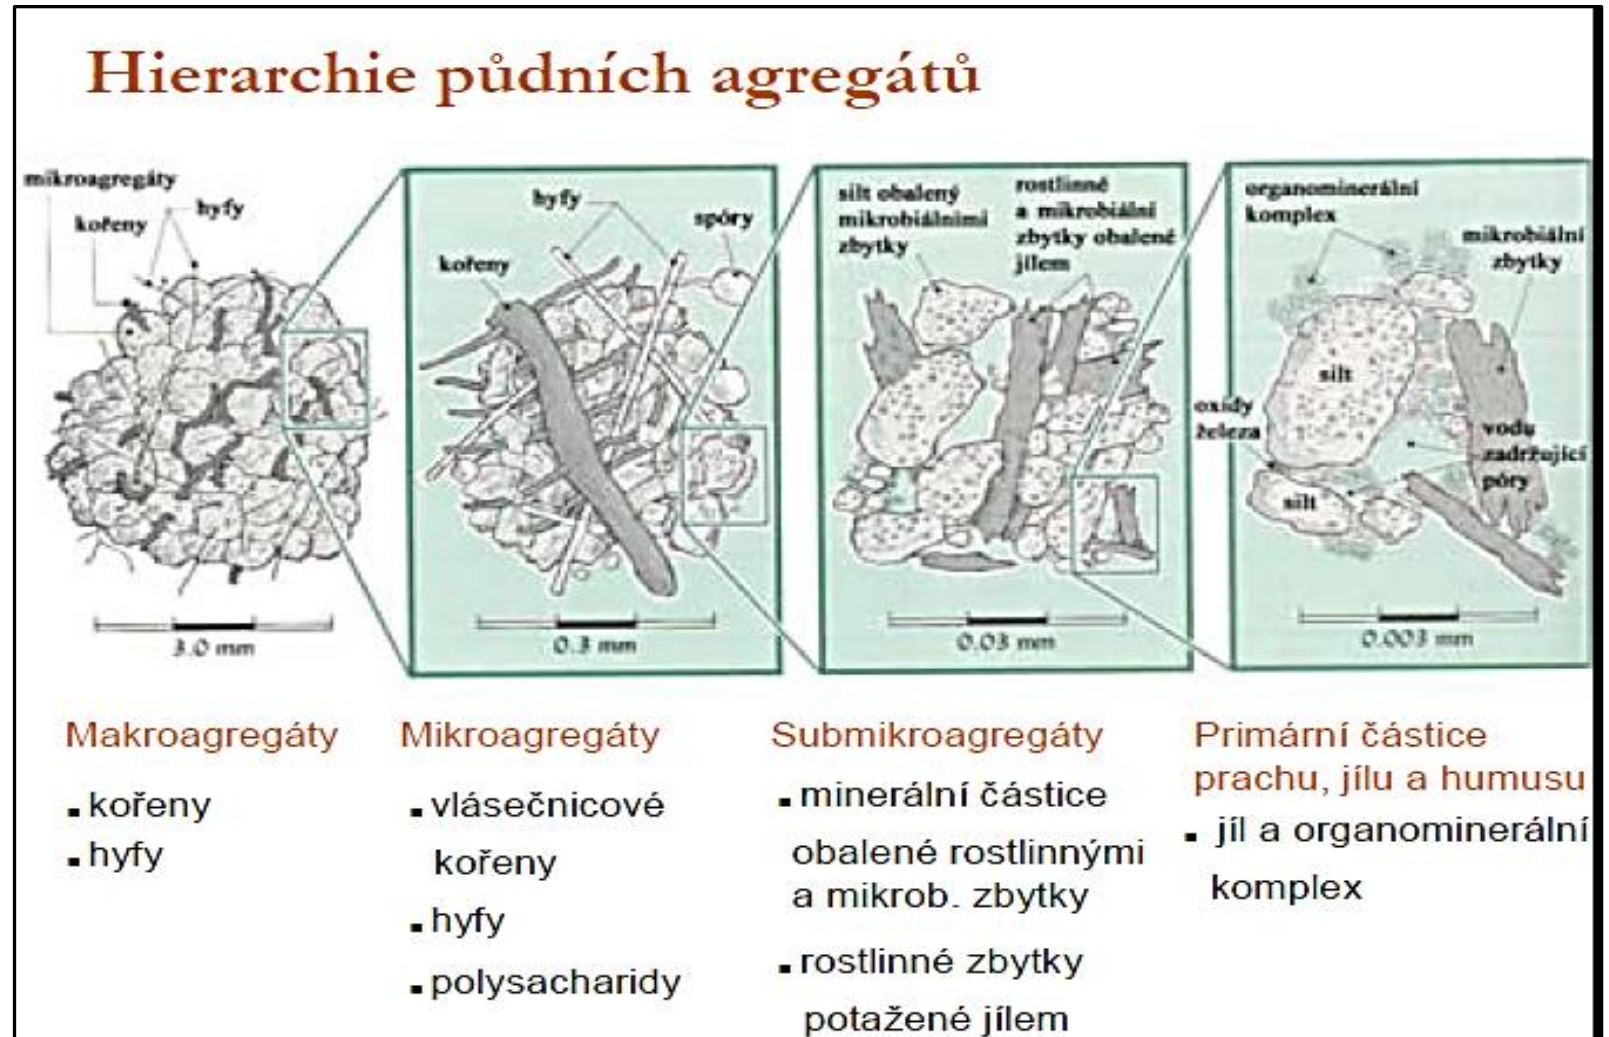 Hierarchie půdních agregátů
mikroagregáty
kořeny
hyfy
3.0 mm
hyfy
spóry
kořeny
0.3 mm
silt obalený
mikrobiálními
zbytky
rostlinné
a mikrobiální
zbytky obalené
jílem
0.03 mm
organominerální
komplex
mikrobiální
zbytky
silt
oxidy
železa
vodu
zadržující
póry
silt
0.003 mm
Makroagregáty
▪ kořeny
▪ hyfy
Mikroagregáty
▪ vlásečnicové
kořeny
▪ hyfy
▪ polysacharidy
Submikroagregáty
▪ minerální částice
obalené rostlinnými
a mikrob. zbytky
▪ rostlinné zbytky
potažené jílem
Primární částice
prachu, jílu a humusu
▪ jíl a organominerální
komplex